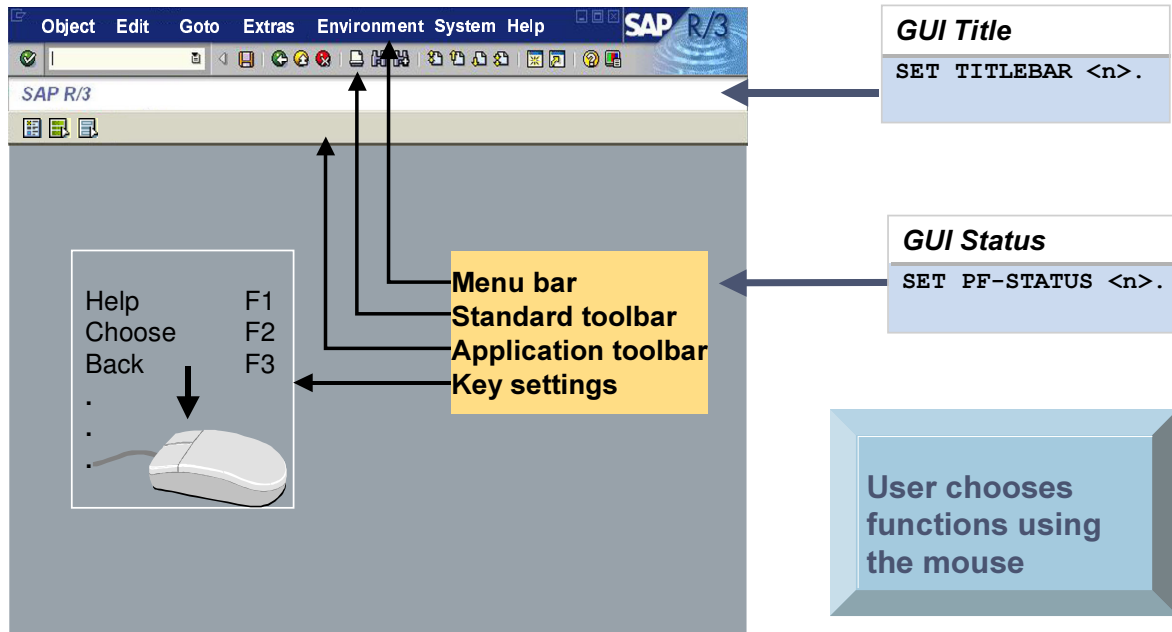 Object Edit Goto Extras Environment System Help
SAP R/3
SAP R/3
GUI Title
SET TITLEBAR <n>.
GUI Status
SET PF-STATUS <n>.
Menu bar
Standard toolbar
Application toolbar
Key settings
Help F1
Choose F2
Back F3
.
.
.
User chooses
functions using
the mouse